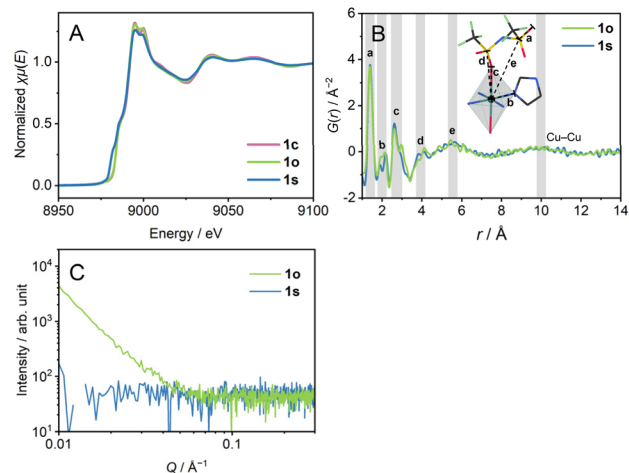 A
Normalized χμ(E)
1.0
0.5
0.0
1c
1o
1s
8950 9000 9050 9100
Energy / eV
B
G(r) / Å⁻²
6
4
2
0
-2
1o
1s
a
b
c
d
e
a
d
c
e
b
Cu–Cu
2 4 6 8 10 12 14
r / Å
C
Intensity / arb. unit
10⁴
10³
10²
10¹
1o
1s
0.01 0.1
Q / Å⁻¹